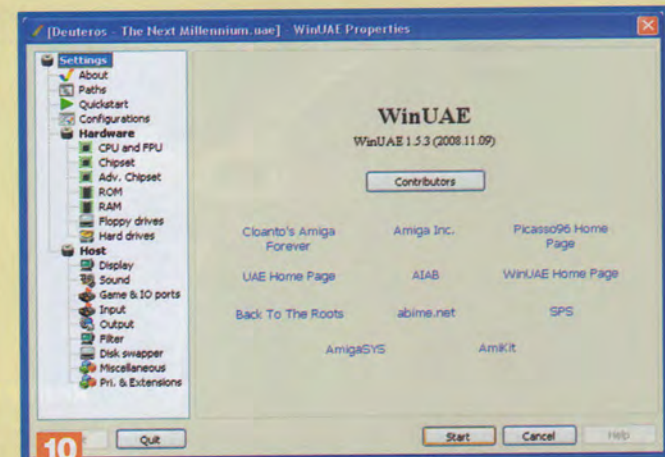 [Deuteros - The Next Millennium.uae] - WinUAE Properties
Settings
About
Paths
Quickstart
Configurations
Hardware
CPU and FPU
Chipset
Adv. Chipset
ROM
RAM
Floppy drives
Hard drives
Host
Display
Sound
Game & IO ports
Input
Output
Filter
Disk swapper
Miscellaneous
Pri. & Extensions
WinUAE
WinUAE 1.5.3 (2008.11.09)
Contributors
Cloanto's Amiga
Forever
Amiga Inc.
Picasso96 Home
Page
UAE Home Page
AIAB
WinUAE Home Page
Back To The Roots
abime.net
SPS
AmigaSYS
AmiKit
10
Quit
Start
Cancel
Help